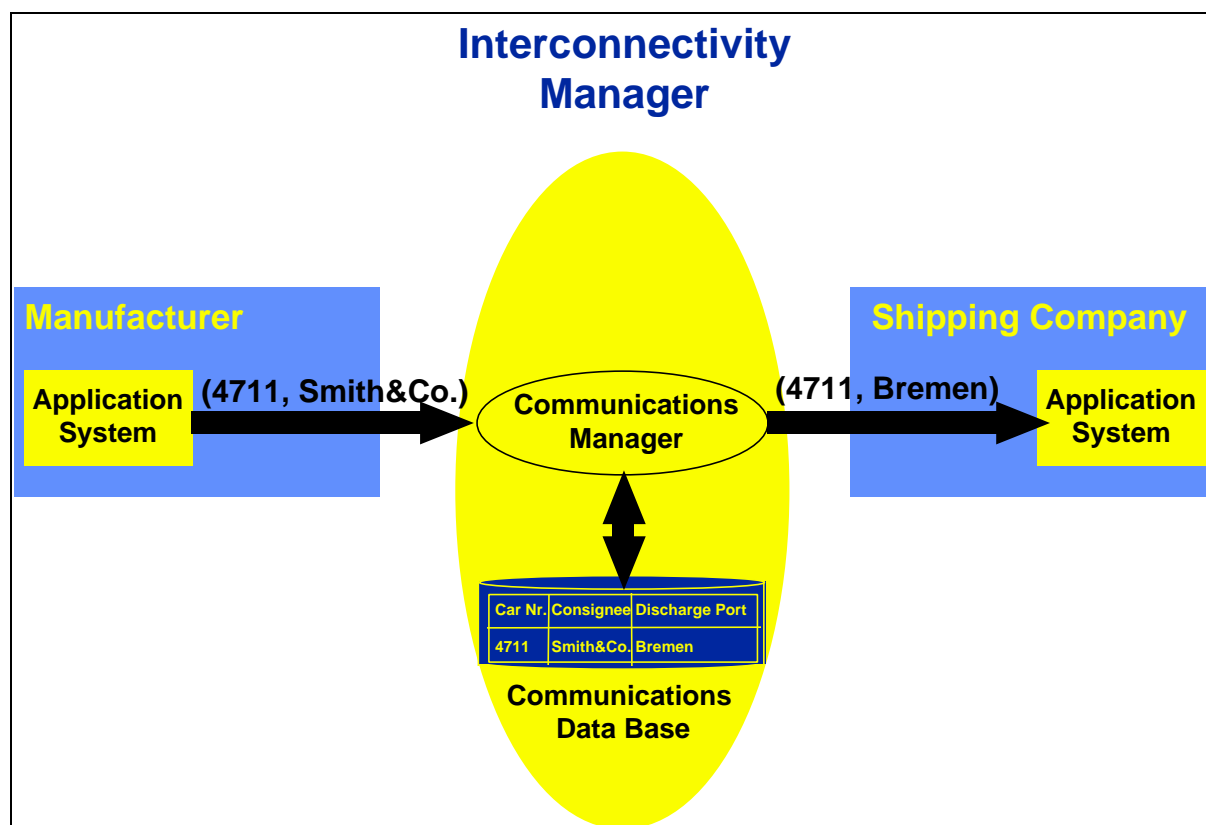 Interconnectivity
Manager
Manufacturer
Shipping Company
Application
System
(4711, Smith&Co.)
Communications
Manager
(4711, Bremen)
Application
System
Car Nr. Consignee Discharge Port
4711 Smith&Co. Bremen
Communications
Data Base